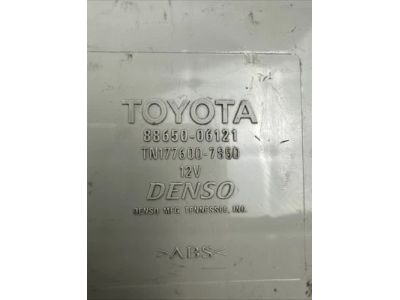 TOYOTA
88650-06121
TN177600-7850
12V
DENSO
DENSO MFG TENNESSEE, INC.
>ABS<